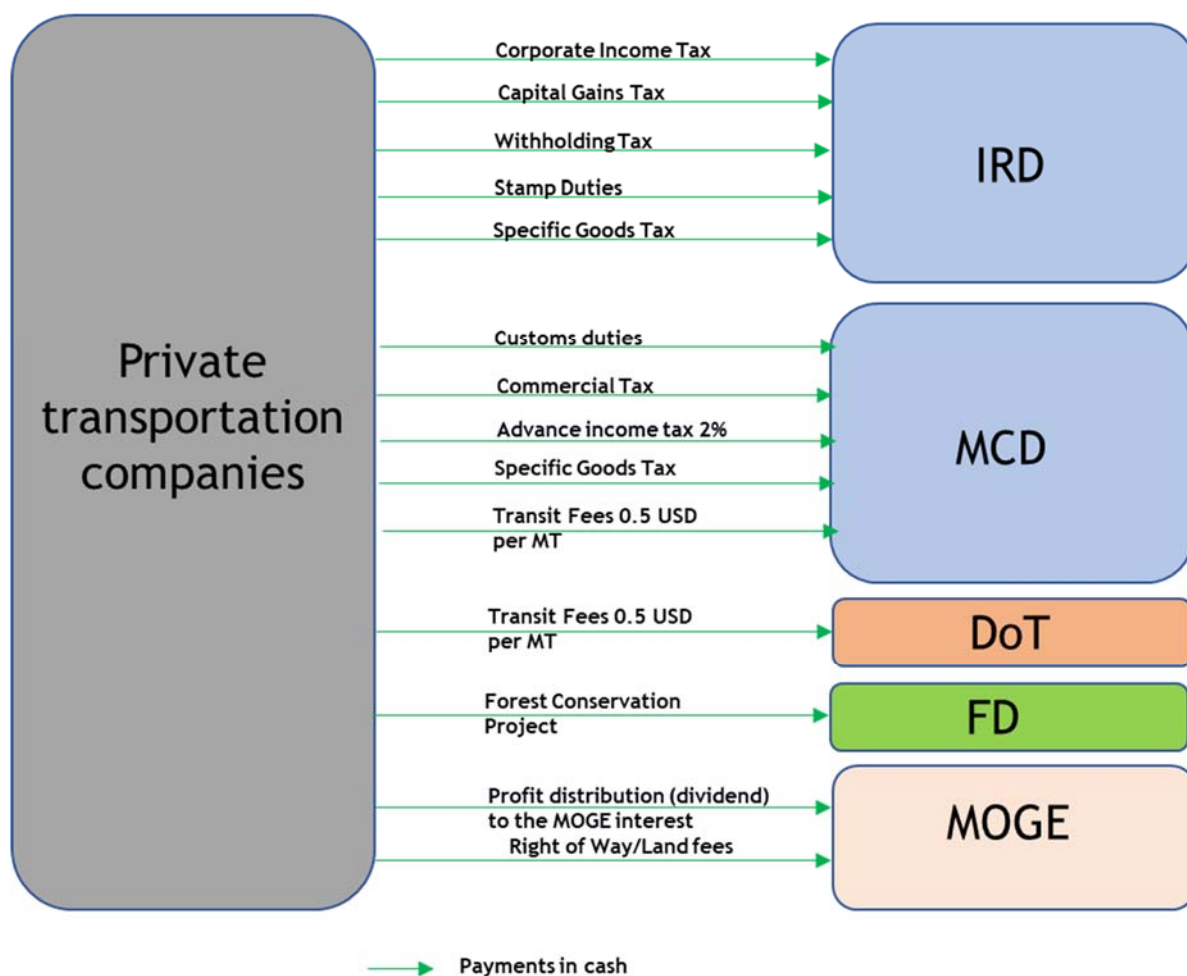 Private
transportation
companies
Corporate Income Tax
Capital Gains Tax
Withholding Tax
Stamp Duties
Specific Goods Tax
IRD
Customs duties
Commercial Tax
Advance income tax 2%
Specific Goods Tax
Transit Fees 0.5 USD
per MT
MCD
Transit Fees 0.5 USD
per MT
DoT
Forest Conservation
Project
FD
Profit distribution (dividend)
to the MOGE interest
Right of Way/Land fees
MOGE
Payments in cash